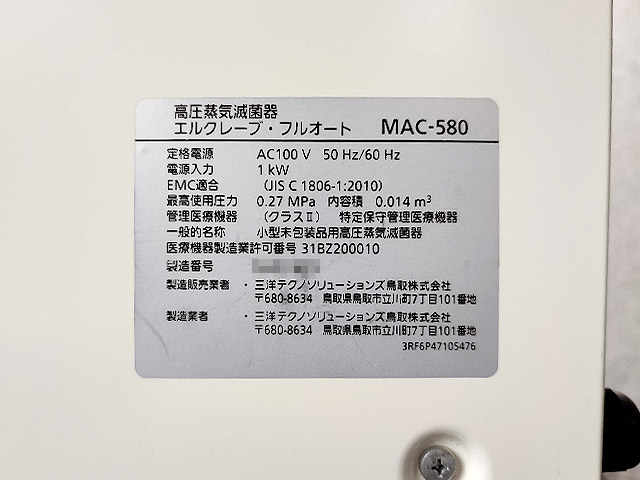 高圧蒸気滅菌器
エルクレーブ・フルオート MAC-580
定格電源 AC100 V 50 Hz/60 Hz
電源入力 1 kW
EMC適合 (JIS C 1806-1:2010)
最高使用圧力 0.27 MPa 内容積 0.014 m³
管理医療機器 (クラスⅡ) 特定保守管理医療機器
一般的名称 小型未包装品用高圧蒸気滅菌器
医療機器製造業許可番号 31BZ200010
製造番号
製造販売業者 ・三洋テクノソリューションズ鳥取株式会社
〒680-8634 鳥取県鳥取市立川町7丁目101番地
製造業者 ・三洋テクノソリューションズ鳥取株式会社
〒680-8634 鳥取県鳥取市立川町7丁目101番地
3RF6P47105476